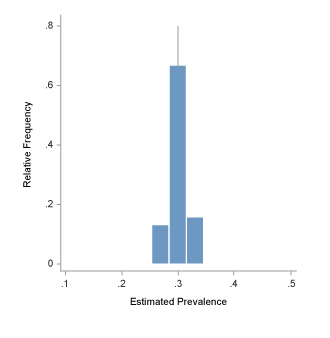 .8
.6
.4
.2
0
Relative Frequency
.1 .2 .3 .4 .5
Estimated Prevalence